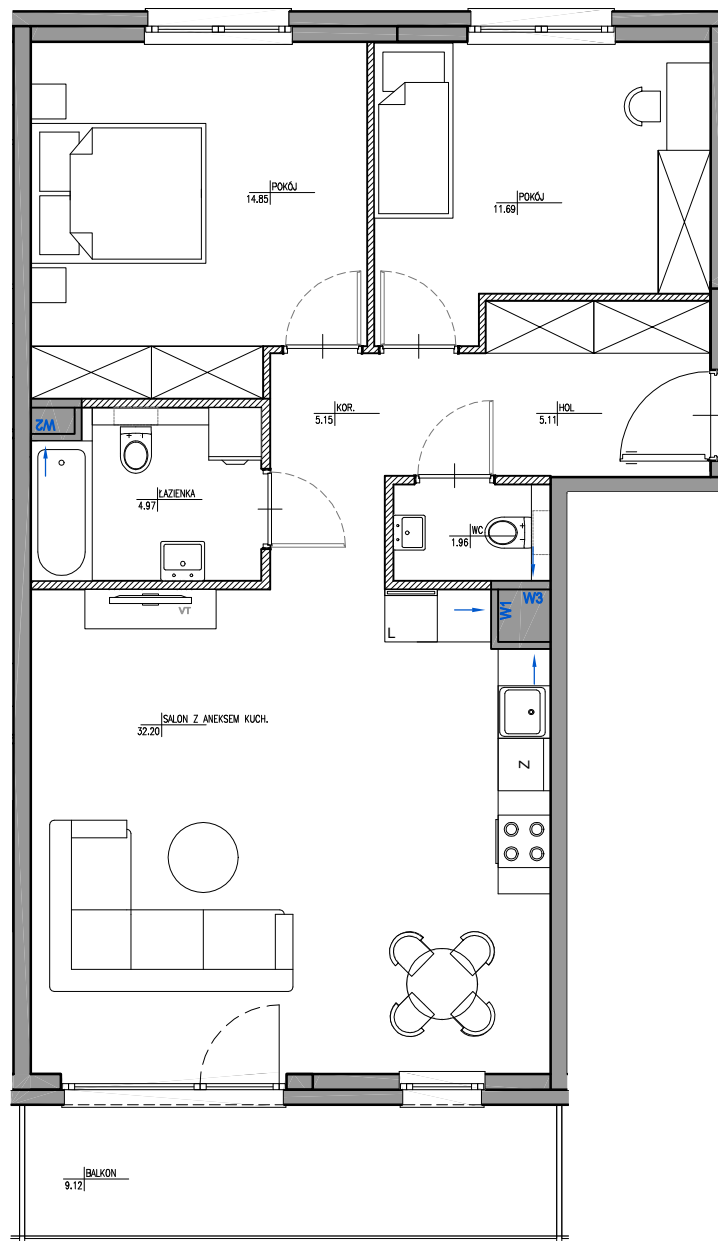 POKÓJ
14.85
POKÓJ
11.69
KOR.
5.15
HOL
5.11
W2
ŁAZIENKA
4.97
WC
1.96
VT
L
W1
W3
SALON Z ANEKSEM KUCH.
32.20
Z
BALKON
9.12